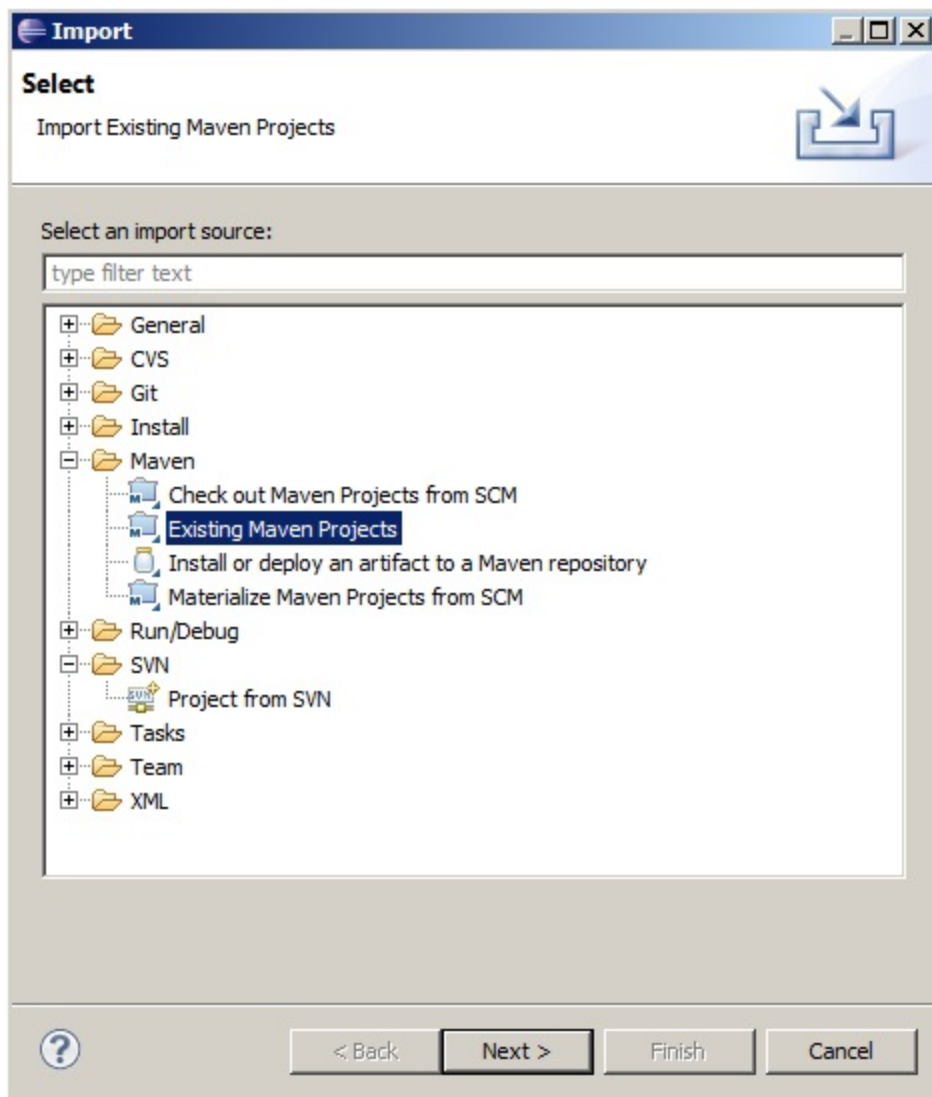 Import
Select
Import Existing Maven Projects
Select an import source:
type filter text
General
CVS
Git
Install
Maven
Check out Maven Projects from SCM
Existing Maven Projects
Install or deploy an artifact to a Maven repository
Materialize Maven Projects from SCM
Run/Debug
SVN
Project from SVN
Tasks
Team
XML
?
< Back Next > Finish Cancel